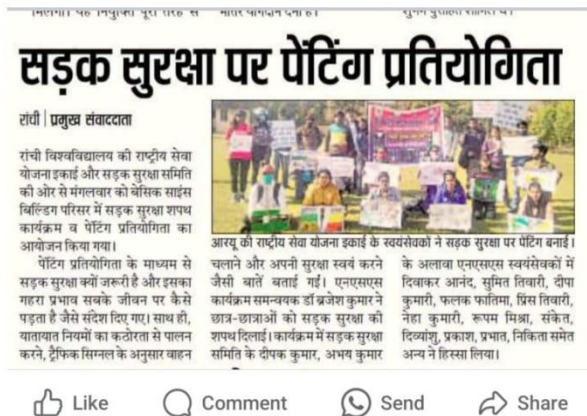 सड़क सुरक्षा पर पेंटिंग प्रतियोगिता
रांची | प्रमुख संवाददाता
रांची विश्वविद्यालय की राष्ट्रीय सेवा
योजना इकाई और सड़क सुरक्षा समिति
की ओर से मंगलवार को बेसिक साइंस
बिल्डिंग परिसर में सड़क सुरक्षा शपथ
कार्यक्रम व पेंटिंग प्रतियोगिता का
आयोजन किया गया।
पेंटिंग प्रतियोगिता के माध्यम से
सड़क सुरक्षा क्यों जरूरी है और इसका
गहरा प्रभाव सबके जीवन पर कैसे
पड़ता है जैसे संदेश दिए गए। साथ ही,
यातायात नियमों का कठोरता से पालन
करने, ट्रैफिक सिग्नल के अनुसार वाहन
आरयू की राष्ट्रीय सेवा योजना इकाई के स्वयंसेवकों ने सड़क सुरक्षा पर पेंटिंग बनाई।
चलाने और अपनी सुरक्षा स्वयं करने
जैसी बातें बताई गईं। एनएसएस
कार्यक्रम समन्वयक डॉ ब्रजेश कुमार ने
छात्र-छात्राओं को सड़क सुरक्षा की
शपथ दिलाई। कार्यक्रम में सड़क सुरक्षा
समिति के दीपक कुमार, अभय कुमार
के अलावा एनएसएस स्वयंसेवकों में
दिवाकर आनंद, सुमित तिवारी, दीपा
कुमारी, फलक फातिमा, प्रिंस तिवारी,
नेहा कुमारी, रूपम मिश्रा, संकेत,
दिव्यांशु, प्रकाश, प्रभात, निकिता समेत
अन्य ने हिस्सा लिया।
Like
Comment
Send
Share